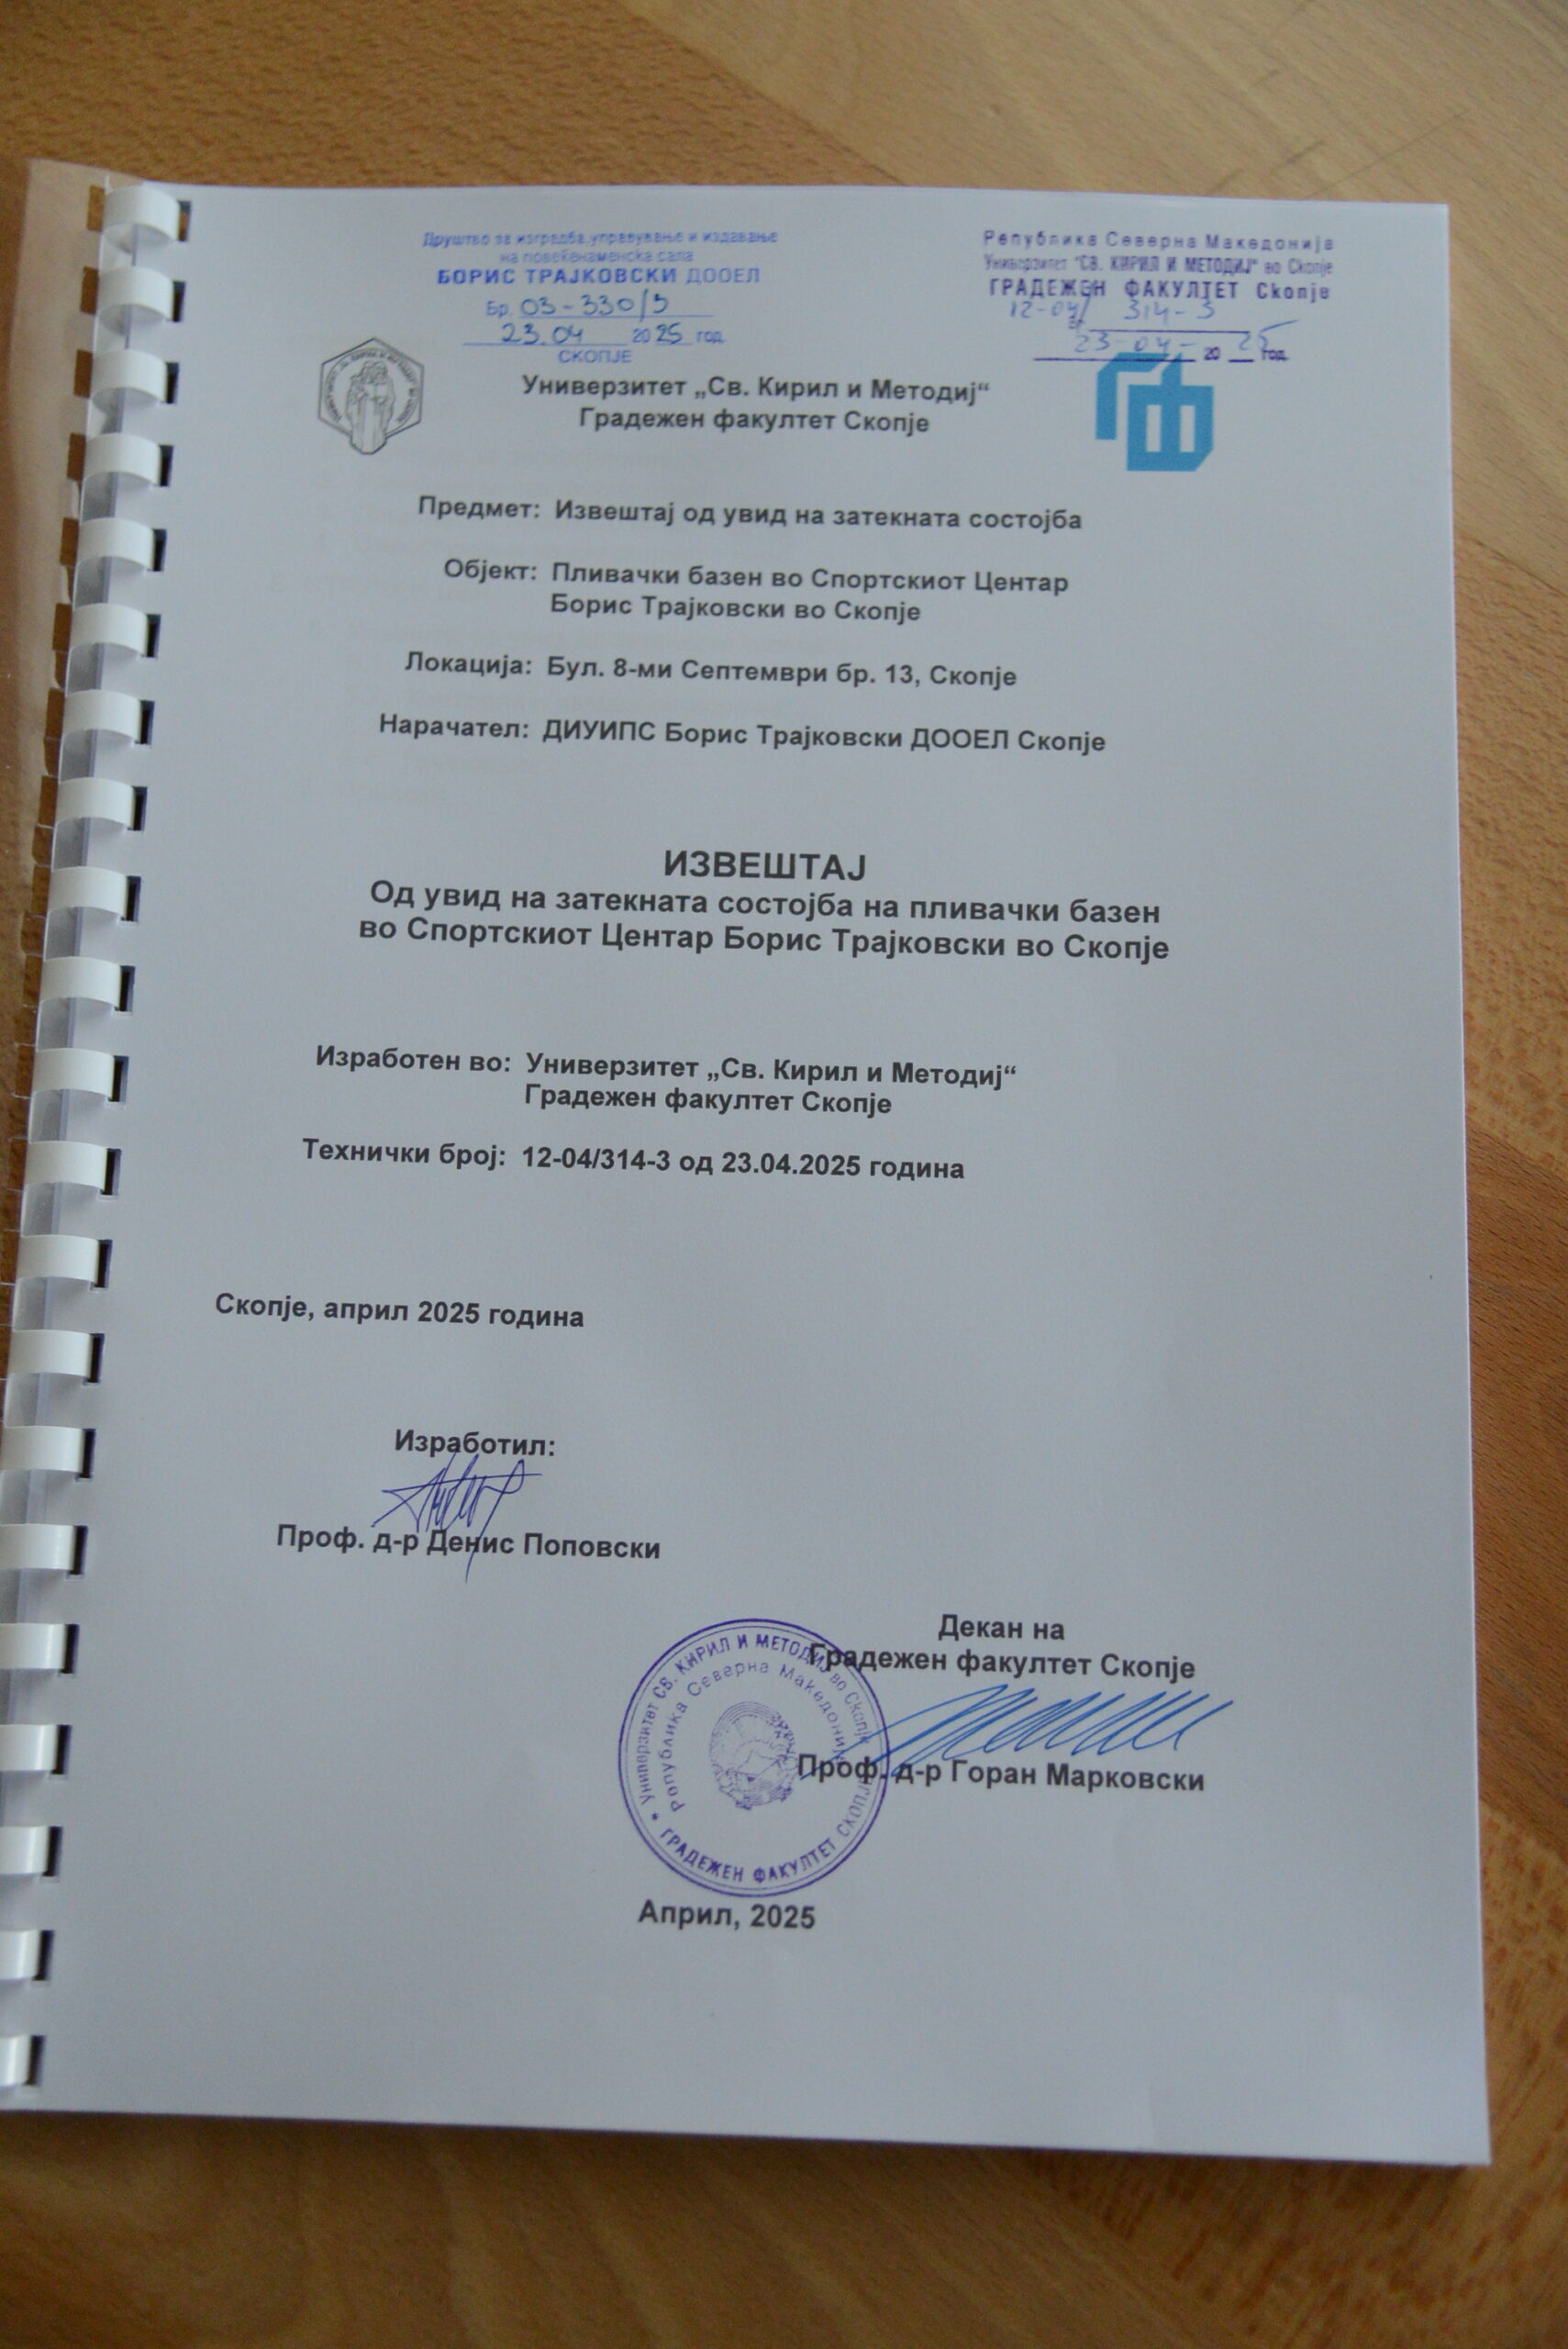 Друштво за изградба, управување и издавање
на повеќенаменска сала
БОРИС ТРАЈКОВСКИ ДООЕЛ
Бр. 03-330/5
23.04 2025 год.
СКОПЈЕ
Република Северна Македонија
Универзитет "СВ. КИРИЛ И МЕТОДИЈ" во Скопје
ГРАДЕЖЕН ФАКУЛТЕТ Скопје
12-04/ 314-3
23-04- 2025 год.
Универзитет „Св. Кирил и Методиј“
Градежен факултет Скопје
Предмет: Извештај од увид на затекната состојба
Објект: Пливачки базен во Спортскиот Центар
Борис Трајковски во Скопје
Локација: Бул. 8-ми Септември бр. 13, Скопје
Нарачател: ДИУИПС Борис Трајковски ДООЕЛ Скопје
ИЗВЕШТАЈ
Од увид на затекната состојба на пливачки базен
во Спортскиот Центар Борис Трајковски во Скопје
Изработен во: Универзитет „Св. Кирил и Методиј“
Градежен факултет Скопје
Технички број: 12-04/314-3 од 23.04.2025 година
Скопје, април 2025 година
Изработил:
Проф. д-р Денис Поповски
Декан на
Градежен факултет Скопје
Проф. д-р Горан Марковски
Универзитет СВ. КИРИЛ И МЕТОДИЈ во Скопје
Република Северна Македонија
ГРАДЕЖЕН ФАКУЛТЕТ СКОПЈЕ
Април, 2025